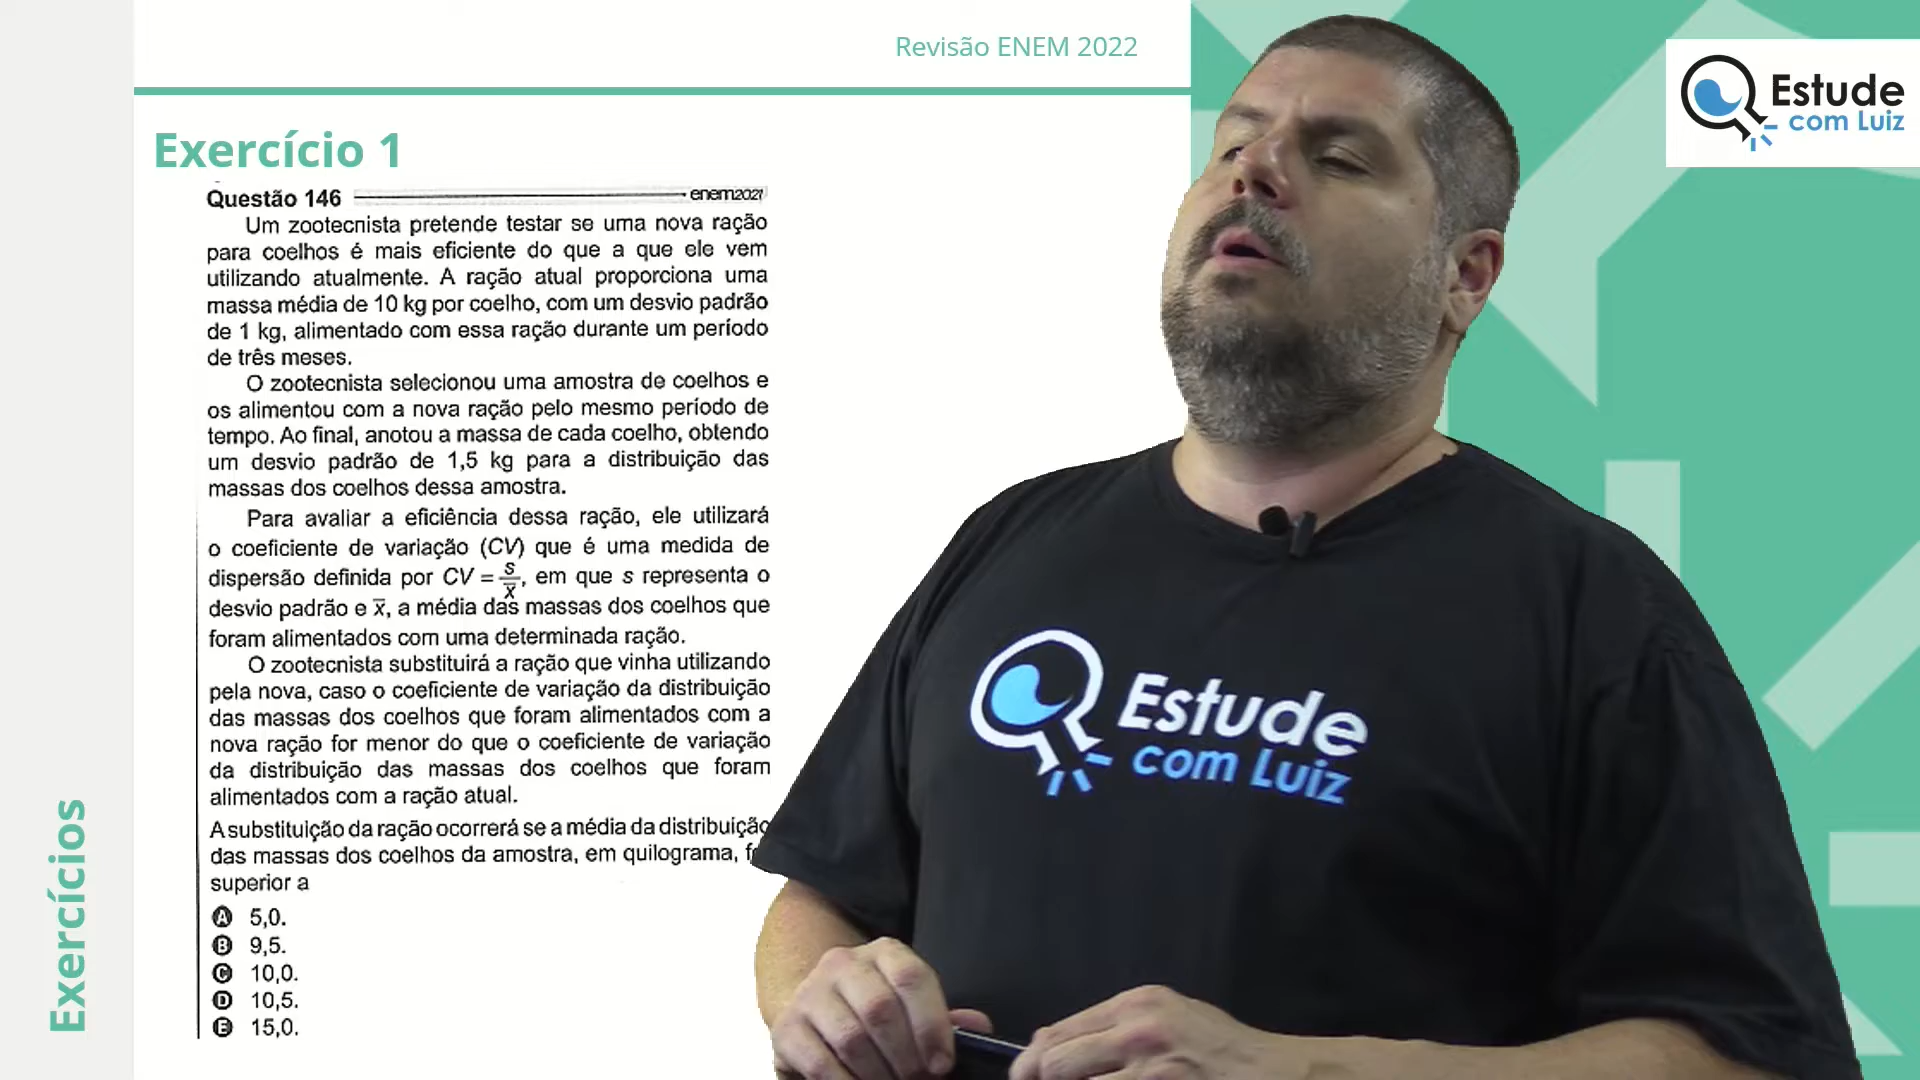 Revisão ENEM 2022
Estude
com Luiz
Exercício 1
Questão 146 enem2021
Um zootecnista pretende testar se uma nova ração
para coelhos é mais eficiente do que a que ele vem
utilizando atualmente. A ração atual proporciona uma
massa média de 10 kg por coelho, com um desvio padrão
de 1 kg, alimentado com essa ração durante um período
de três meses.
O zootecnista selecionou uma amostra de coelhos e
os alimentou com a nova ração pelo mesmo período de
tempo. Ao final, anotou a massa de cada coelho, obtendo
um desvio padrão de 1,5 kg para a distribuição das
massas dos coelhos dessa amostra.
Para avaliar a eficiência dessa ração, ele utilizará
o coeficiente de variação (CV) que é uma medida de
dispersão definida por CV = s/x̅, em que s representa o
desvio padrão e x̅, a média das massas dos coelhos que
foram alimentados com uma determinada ração.
O zootecnista substituirá a ração que vinha utilizando
pela nova, caso o coeficiente de variação da distribuição
das massas dos coelhos que foram alimentados com a
nova ração for menor do que o coeficiente de variação
da distribuição das massas dos coelhos que foram
alimentados com a ração atual.
A substituição da ração ocorrerá se a média da distribuição
das massas dos coelhos da amostra, em quilograma,
superior a
A 5,0.
B 9,5.
C 10,0.
D 10,5.
E 15,0.
Exercícios
Estude
com Luiz